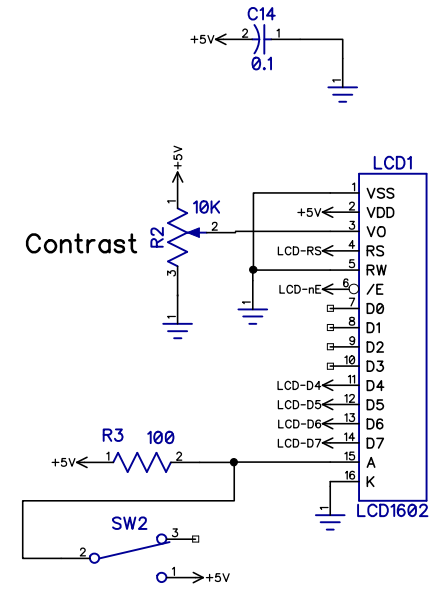 C14
+5V 2 1
0.1
1
+5V
LCD1
1 10K
1 VSS
+5V 2 VDD
R2 2 3 VO
Contrast
LCD-RS 4 RS
3 5 RW
LCD-nE 6 /E
1 1 7 D0
8 D1
9 D2
10 D3
LCD-D4 11 D4
LCD-D5 12 D5
LCD-D6 13 D6
LCD-D7 14 D7
R3 100
+5V 1 2 15 A
16 K
1 LCD1602
SW2
3
2
1 +5V